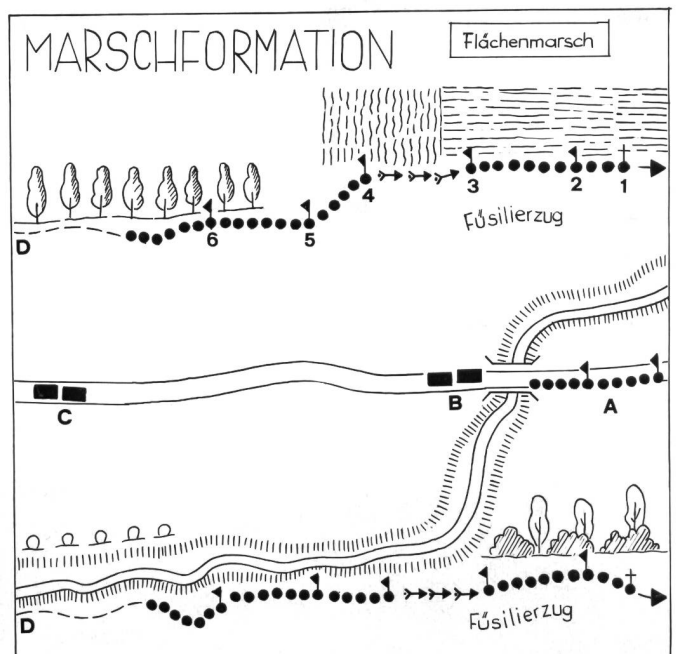 MARSCHFORMATION
Flächenmarsch
4 3 2 1
Füsilierzug
D 6 5
C B A
D
Füsilierzug